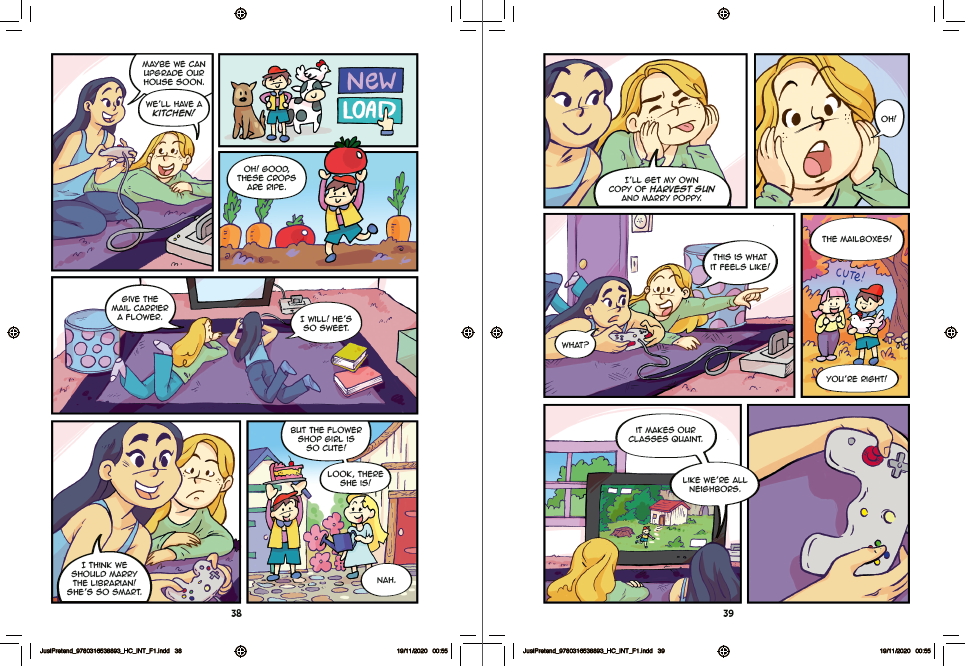 MAYBE WE CAN
UPGRADE OUR
HOUSE SOON.
WE'LL HAVE A
KITCHEN!
NEW
LOAD
OH! GOOD,
THESE CROPS
ARE RIPE.
GIVE THE
MAIL CARRIER
A FLOWER.
I WILL! HE'S
SO SWEET.
I THINK WE
SHOULD MARRY
THE LIBRARIAN!
SHE'S SO SMART.
BUT THE FLOWER
SHOP GIRL IS
SO CUTE!
LOOK, THERE
SHE IS!
NAH.
38
JustPretend_9780316538893_HC_INT_F1.indd 38
19/11/2020 00:55
I'LL GET MY OWN
COPY OF HARVEST SUN
AND MARRY POPPY.
OH!
THIS IS WHAT
IT FEELS LIKE!
WHAT?
THE MAILBOXES!
CUTE!
YOU'RE RIGHT!
IT MAKES OUR
CLASSES QUAINT.
LIKE WE'RE ALL
NEIGHBORS.
39
JustPretend_9780316538893_HC_INT_F1.indd 39
19/11/2020 00:55